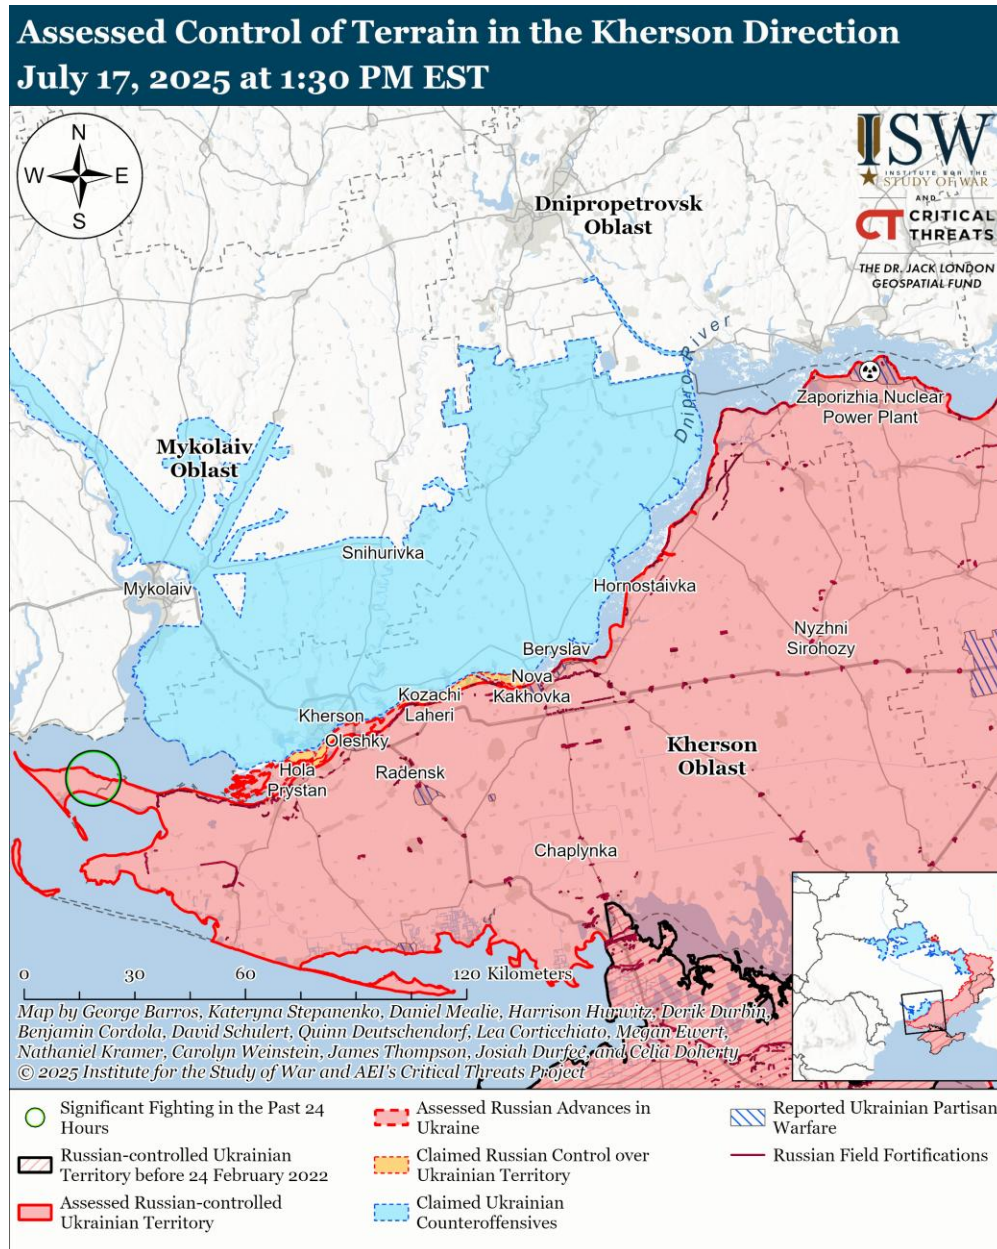 Assessed Control of Terrain in the Kherson Direction
July 17, 2025 at 1:30 PM EST
N
W
E
S
ISW
INSTITUTE FOR THE
STUDY OF WAR
AND
CT CRITICAL
THREATS
THE DR. JACK LONDON
GEOSPATIAL FUND
Dnipropetrovsk
Oblast
Dnipro River
Zaporizhia Nuclear
Power Plant
Mykolaiv
Oblast
Snihurivka
Mykolaiv
Hornostaivka
Nyzhni
Sirohozy
Beryslav
Nova
Kakhovka
Kozachi
Laheri
Kherson
Oleshky
Hola
Prystan
Radensk
Kherson
Oblast
Chaplynka
0 30 60 120 Kilometers
Map by George Barros, Kateryna Stepanenko, Daniel Mealie, Harrison Hurwitz, Derik Durbin,
Benjamin Cordola, David Schulert, Quinn Deutschendorf, Lea Corticchiato, Megan Ewert,
Nathaniel Kramer, Carolyn Weinstein, James Thompson, Josiah Durfee, and Celia Doherty
© 2025 Institute for the Study of War and AEI's Critical Threats Project
Significant Fighting in the Past 24
Hours
Russian-controlled Ukrainian
Territory before 24 February 2022
Assessed Russian-controlled
Ukrainian Territory
Assessed Russian Advances in
Ukraine
Claimed Russian Control over
Ukrainian Territory
Claimed Ukrainian
Counteroffensives
Reported Ukrainian Partisan
Warfare
Russian Field Fortifications